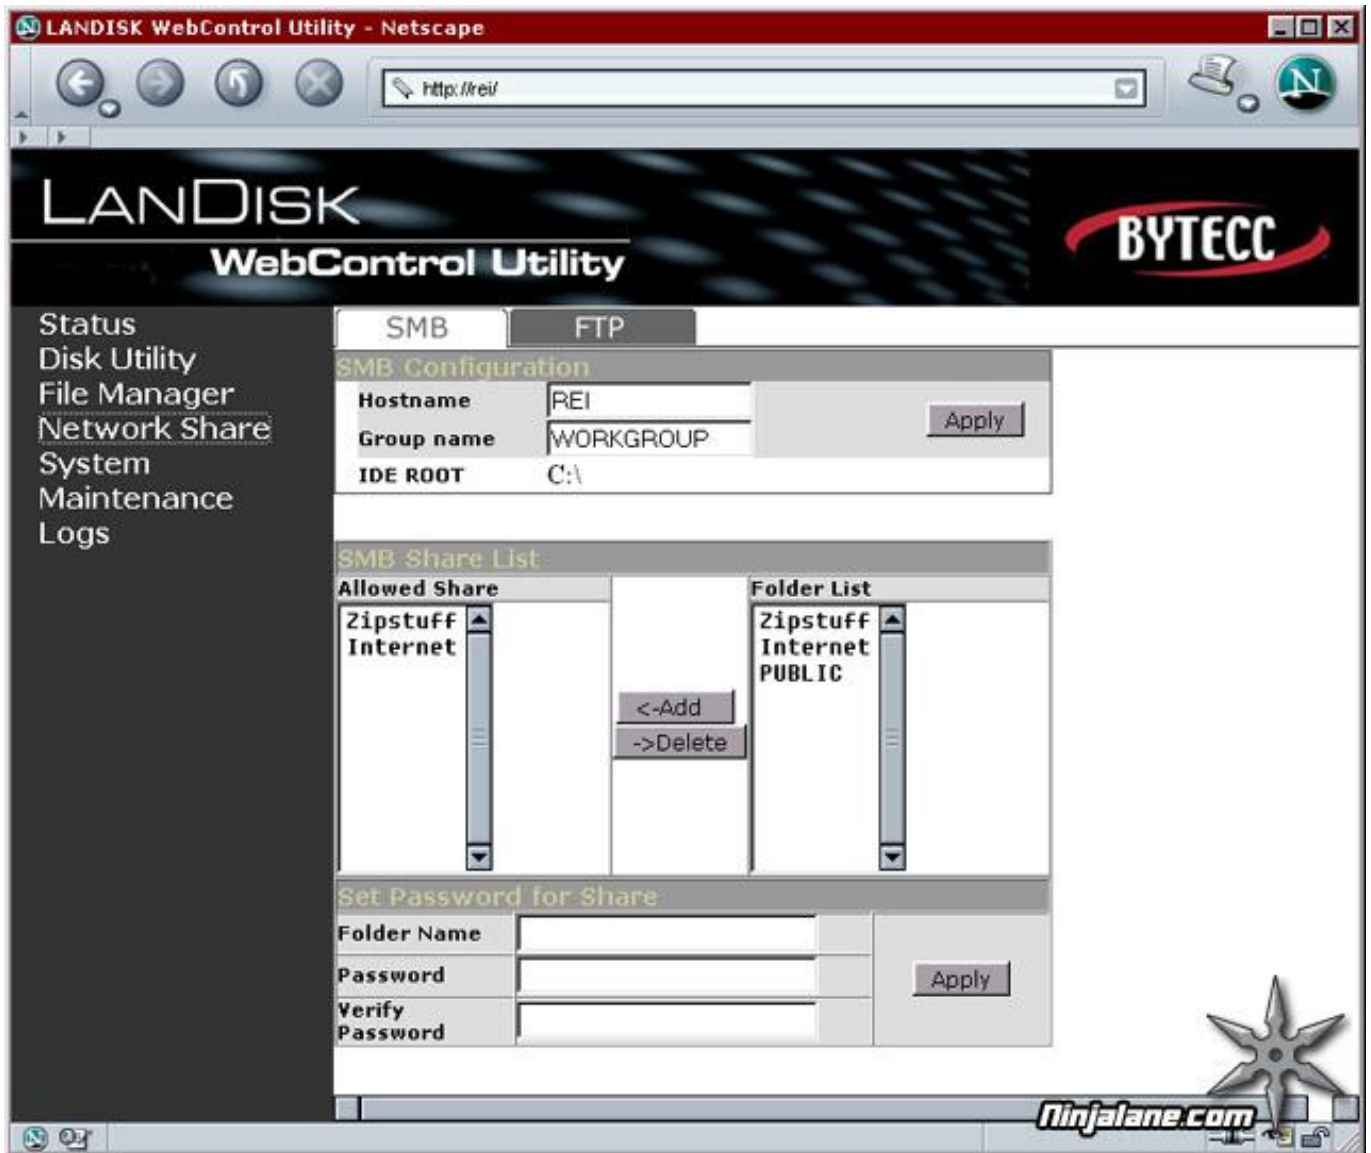 LANDISK WebControl Utility - Netscape
http://rei/
N
LANDISK
WebControl Utility
BYTECC
Status
Disk Utility
File Manager
Network Share
System
Maintenance
Logs
SMB FTP
SMB Configuration
Hostname REI
Group name WORKGROUP
Apply
IDE ROOT C:\
SMB Share List
Allowed Share
Zipstuff
Internet
<-Add
->Delete
Folder List
Zipstuff
Internet
PUBLIC
Set Password for Share
Folder Name
Password
Verify
Password
Apply
Ninjalane.com